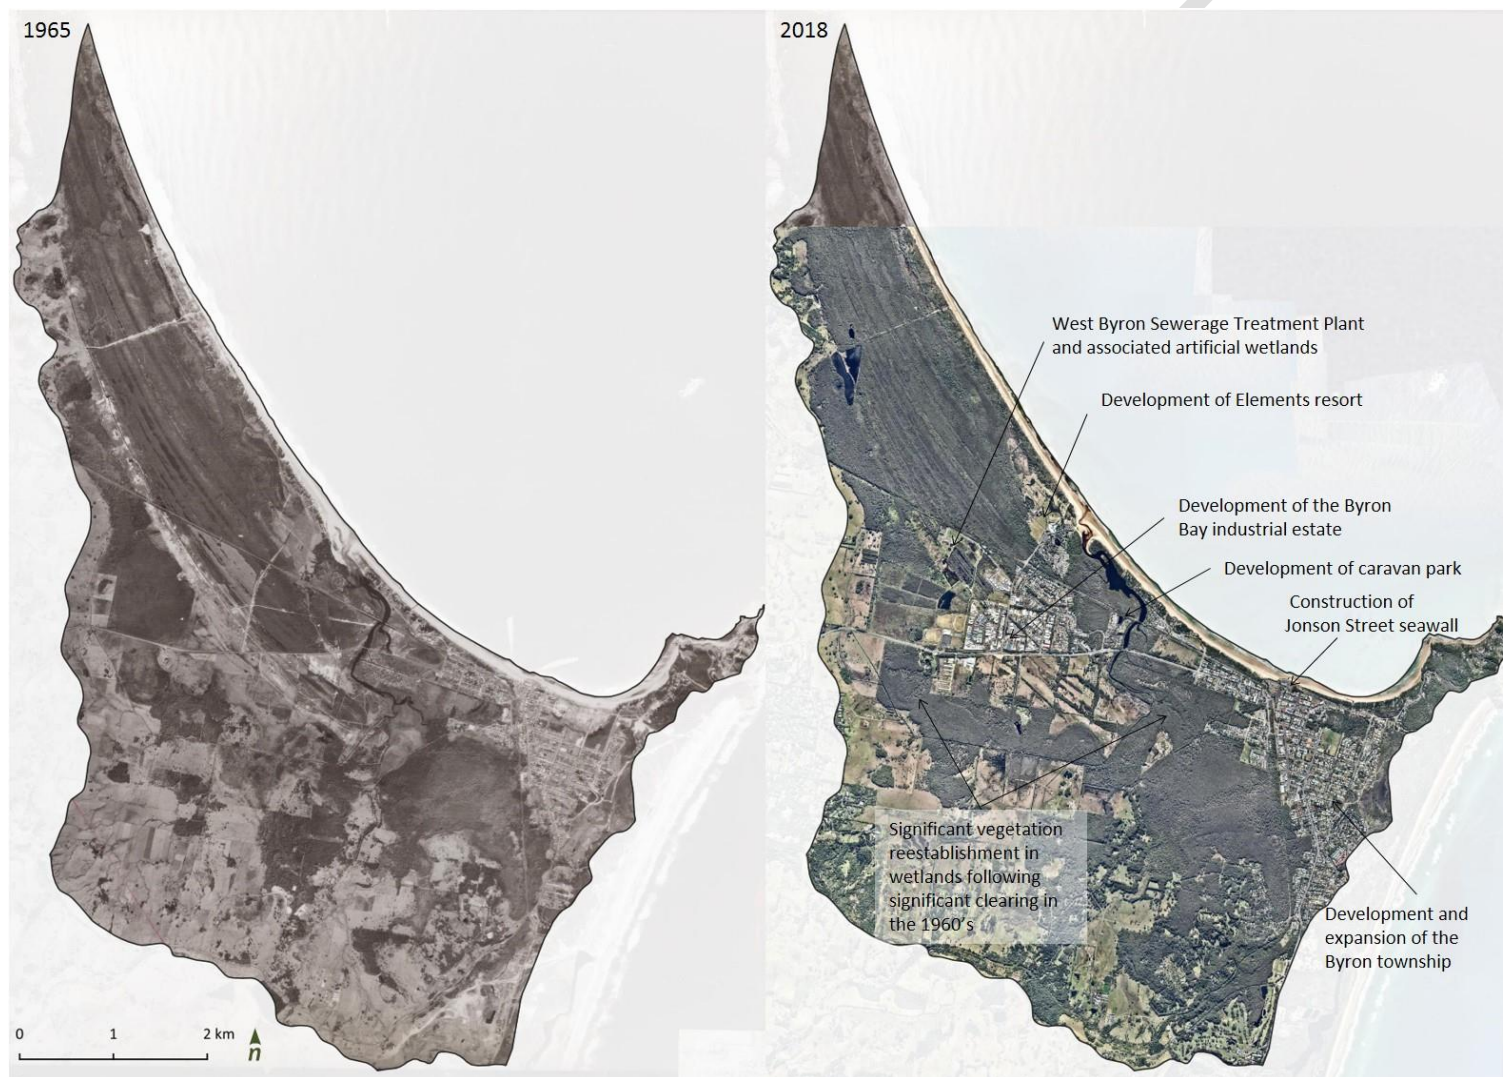 1965
2018
West Byron Sewerage Treatment Plant
and associated artificial wetlands
Development of Elements resort
Development of the Byron
Bay industrial estate
Development of caravan park
Construction of
Jonson Street seawall
Significant vegetation
reestablishment in
wetlands following
significant clearing in
the 1960's
Development and
expansion of the
Byron township
0 1 2 km
n